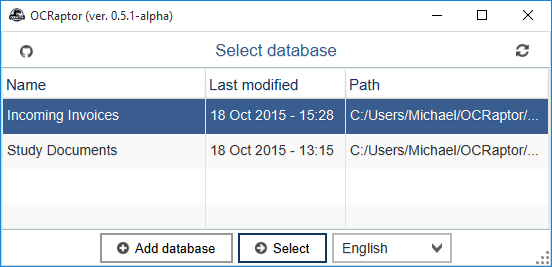 OCRaptor (ver. 0.5.1-alpha)
Select database
Name Last modified Path
Incoming Invoices 18 Oct 2015 - 15:28 C:/Users/Michael/OCRaptor/...
Study Documents 18 Oct 2015 - 13:15 C:/Users/Michael/OCRaptor/...
Add database Select English